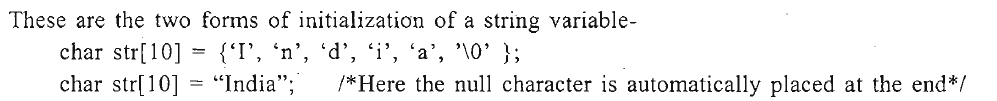 These are the two forms of initialization of a string variable-
char str[10] = {‘I’, ‘n’, ‘d’, ‘i’, ‘a’, ’\0’ };
char str[10] = “India”; /*Here the null character is automatically placed at the end*/